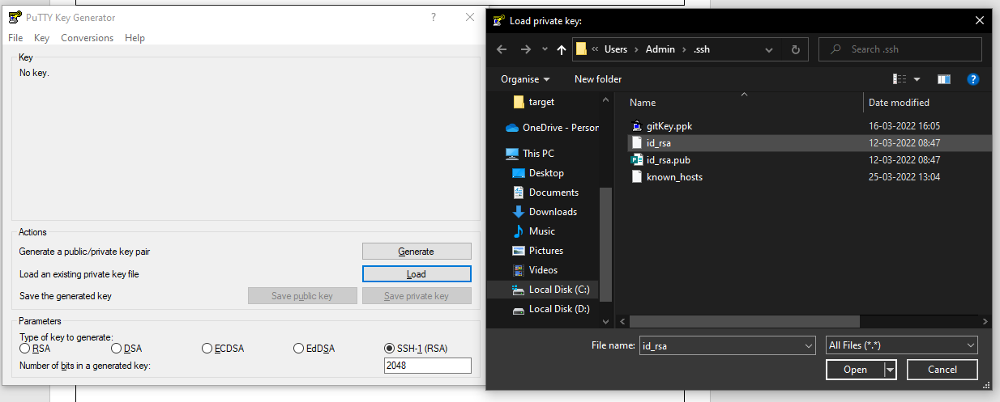 PuTTY Key Generator
?
File Key Conversions Help
Key
No key.
Actions
Generate a public/private key pair
Generate
Load an existing private key file
Load
Save the generated key
Save public key
Save private key
Parameters
Type of key to generate:
RSA
DSA
ECDSA
EdDSA
SSH-1 (RSA)
Number of bits in a generated key:
2048
Load private key:
« Users > Admin > .ssh
Search .ssh
Organise
New folder
?
target
OneDrive - Person
This PC
Desktop
Documents
Downloads
Music
Pictures
Videos
Local Disk (C:)
Local Disk (D:)
Name
Date modified
gitKey.ppk
16-03-2022 16:05
id_rsa
12-03-2022 08:47
id_rsa.pub
12-03-2022 08:47
known_hosts
25-03-2022 13:04
File name:
id_rsa
All Files (*.*)
Open
Cancel